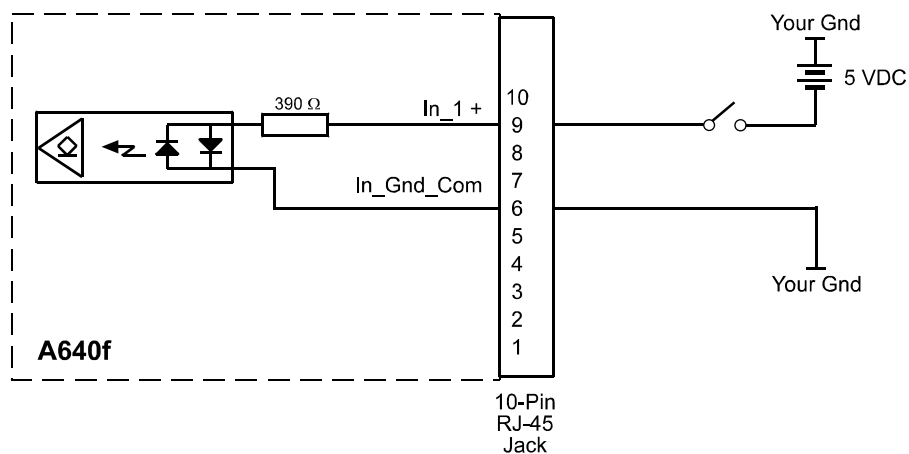 Your Gnd
5 VDC
390 Ω
In_1 +
10
9
8
In_Gnd_Com
7
6
5
4
3
2
1
Your Gnd
A640f
10-Pin
RJ-45
Jack